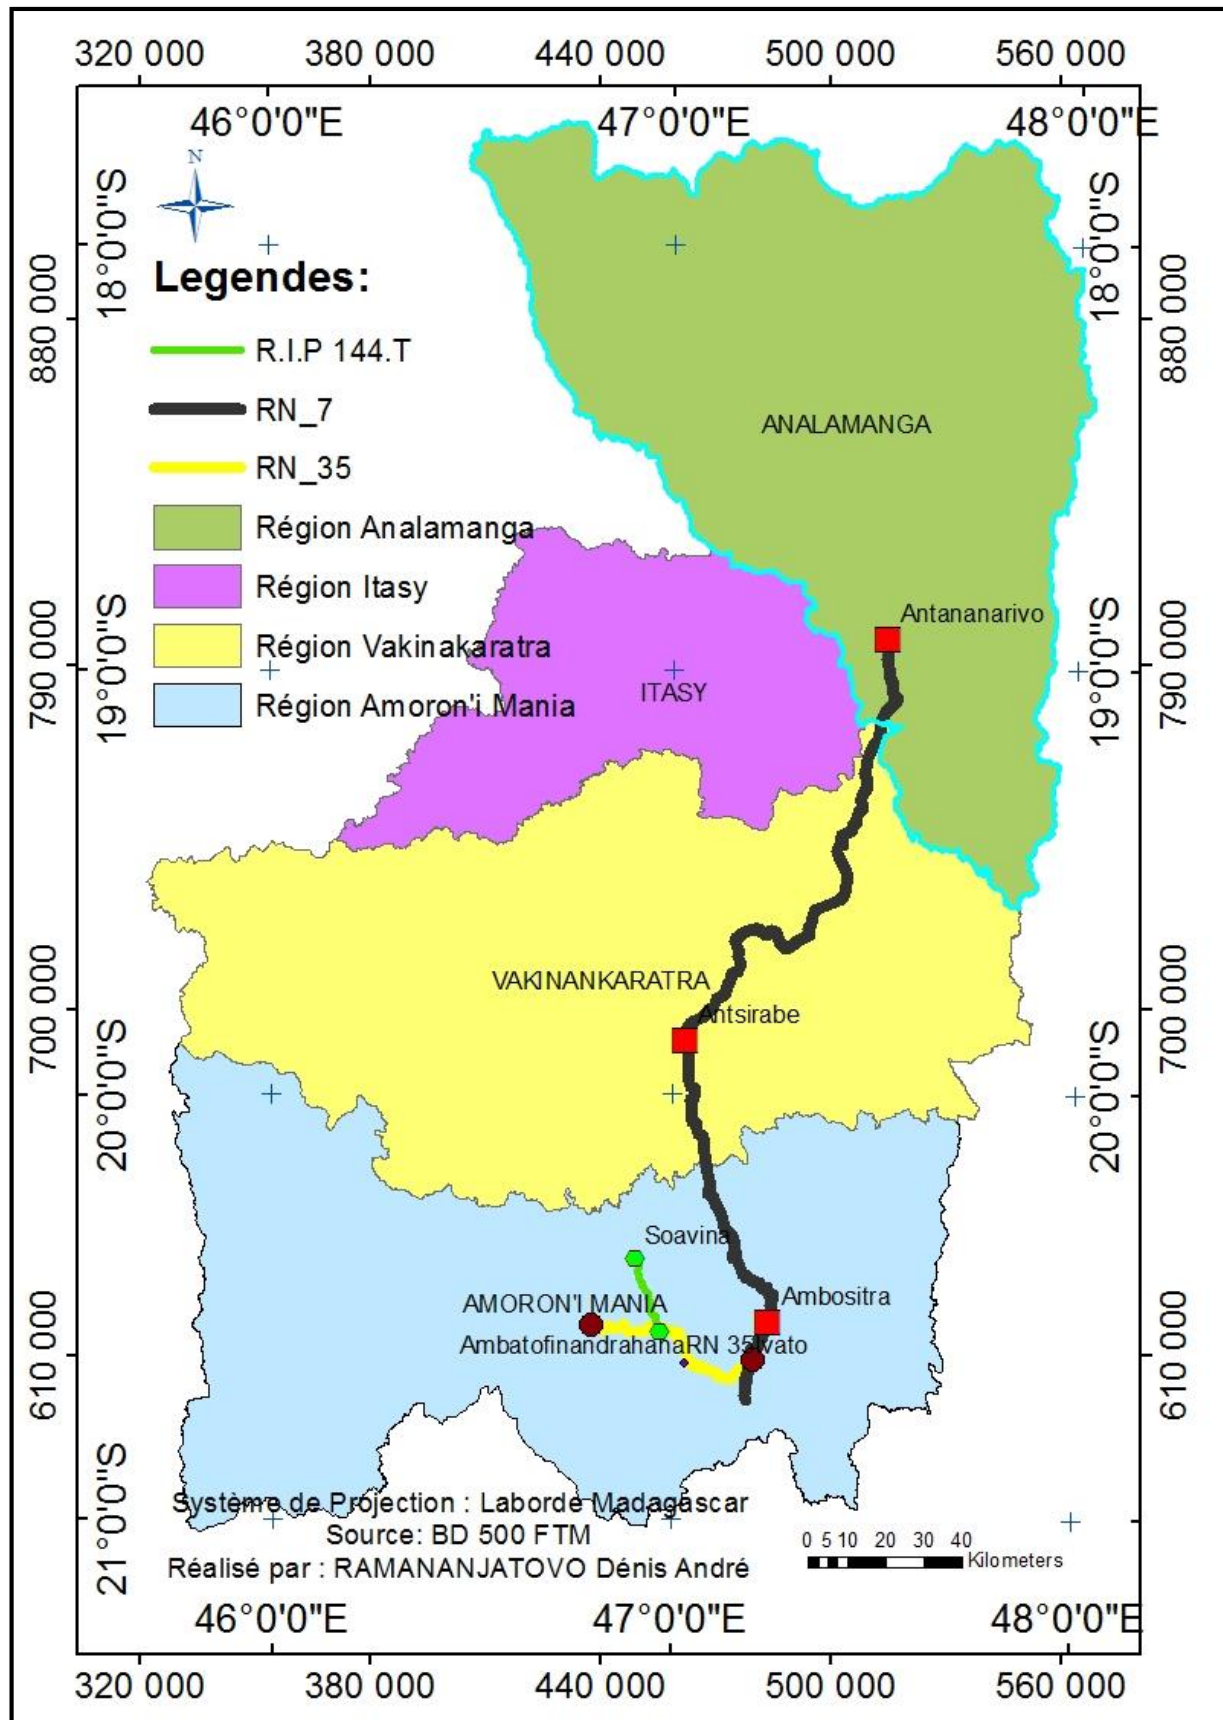 320 000 380 000 440 000 500 000 560 000
46°0'0"E 47°0'0"E 48°0'0"E
N
18°0'0"S 18°0'0"S
Legendes:
880 000 880 000
R.I.P 144.T
RN_7
ANALAMANGA
RN_35
Région Analamanga
Région Itasy
Antananarivo
Région Vakinakaratra
790 000 19°0'0"S 19°0'0"S 790 000
ITASY
Région Amoron'i Mania
VAKINANKARATRA
700 000 700 000
Antsirabe
20°0'0"S 20°0'0"S
Soavina
AMORON'I MANIA Ambositra
AmbatofinandrahanaRN 35Ivato
610 000 610 000
21°0'0"S
Système de Projection : Laborde Madagascar
Source: BD 500 FTM
Réalisé par : RAMANANJATOVO Dénis André
0 5 10 20 30 40
Kilometers
46°0'0"E 47°0'0"E 48°0'0"E
320 000 380 000 440 000 500 000 560 000